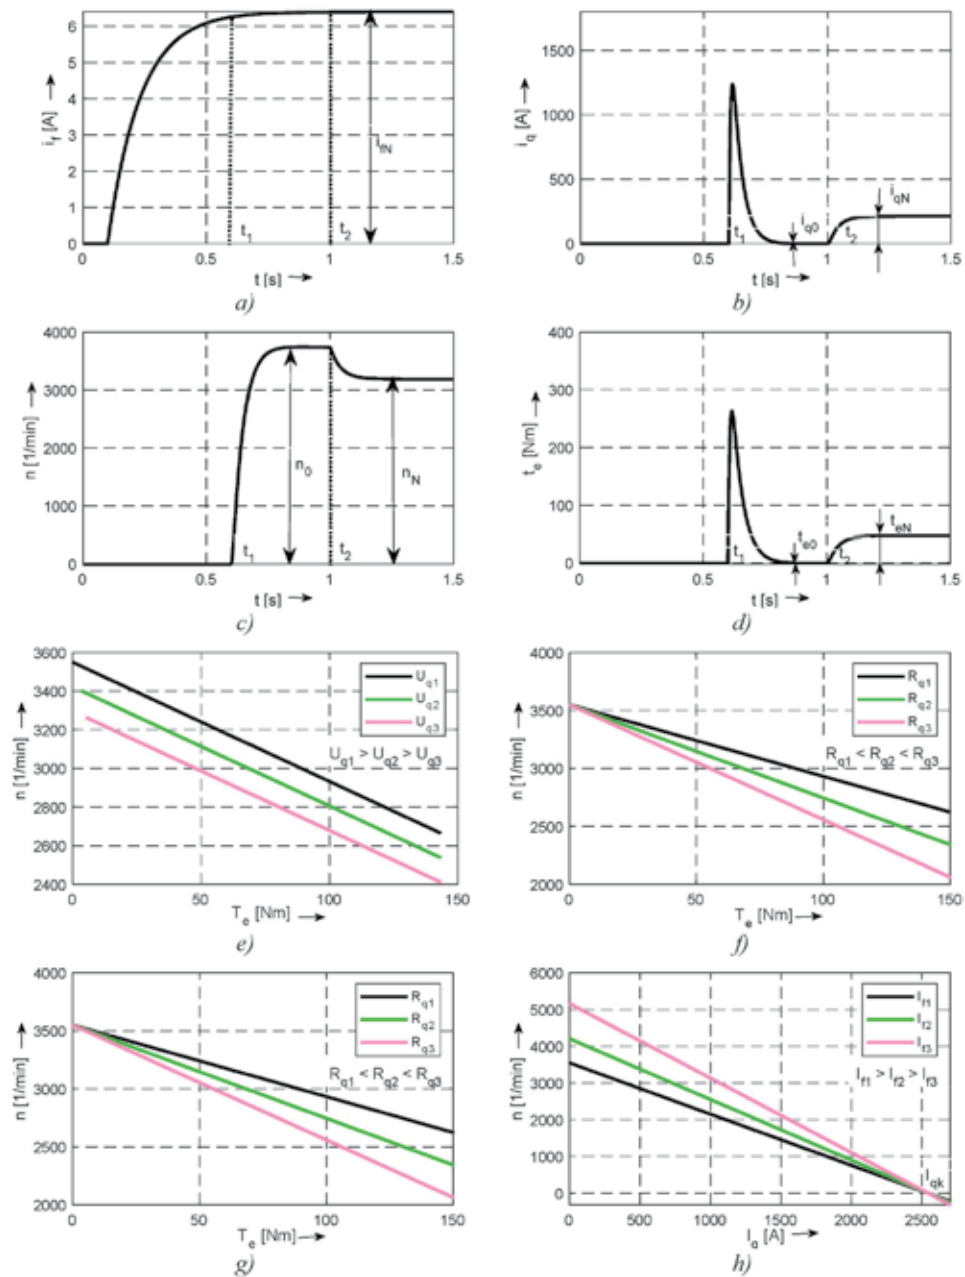 6
5
4
3
2
1
0
i_f [A]
i_fN
t_1
t_2
0
0.5
1
1.5
t [s]
a)
1500
1000
500
0
i_q [A]
i_q0
i_qN
t_1
t_2
0
0.5
1
1.5
t [s]
b)
4000
3000
2000
1000
0
n [1/min]
n_0
n_N
t_1
t_2
0
0.5
1
1.5
t [s]
c)
400
300
200
100
0
t_e [Nm]
t_e0
t_eN
t_1
t_2
0
0.5
1
1.5
t [s]
d)
3600
3400
3200
3000
2800
2600
2400
n [1/min]
U_q1
U_q2
U_q3
U_q1 > U_q2 > U_q3
0
50
100
150
T_e [Nm]
e)
4000
3500
3000
2500
2000
n [1/min]
R_q1
R_q2
R_q3
R_q1 < R_q2 < R_q3
0
50
100
150
T_e [Nm]
f)
4000
3500
3000
2500
2000
n [1/min]
R_q1
R_q2
R_q3
R_q1 < R_q2 < R_q3
0
50
100
150
T_e [Nm]
g)
6000
5000
4000
3000
2000
1000
0
n [1/min]
I_f1
I_f2
I_f3
I_f1 > I_f2 > I_f3
I_qk
0
500
1000
1500
2000
2500
I_q [A]
h)